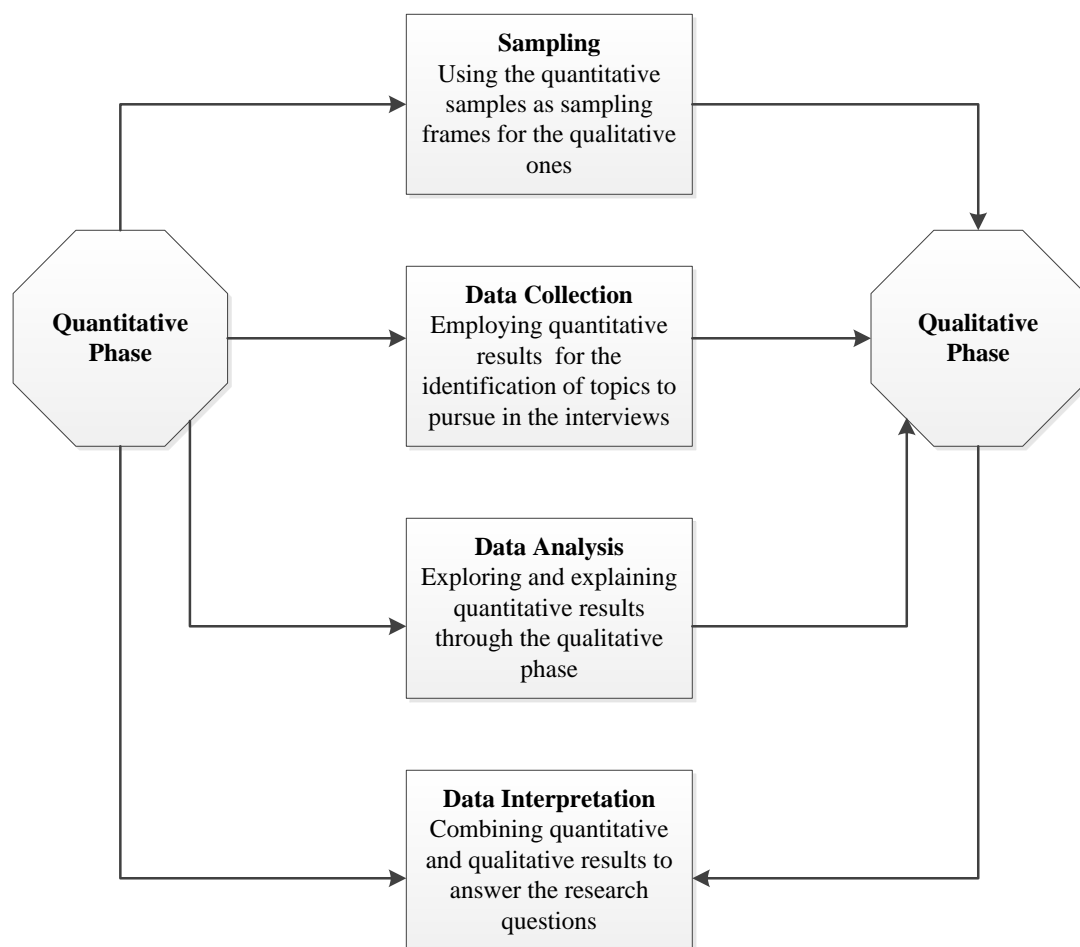 Sampling
Using the quantitative
samples as sampling
frames for the qualitative
ones
Quantitative
Phase
Data Collection
Employing quantitative
results for the
identification of topics to
pursue in the interviews
Qualitative
Phase
Data Analysis
Exploring and explaining
quantitative results
through the qualitative
phase
Data Interpretation
Combining quantitative
and qualitative results to
answer the research
questions